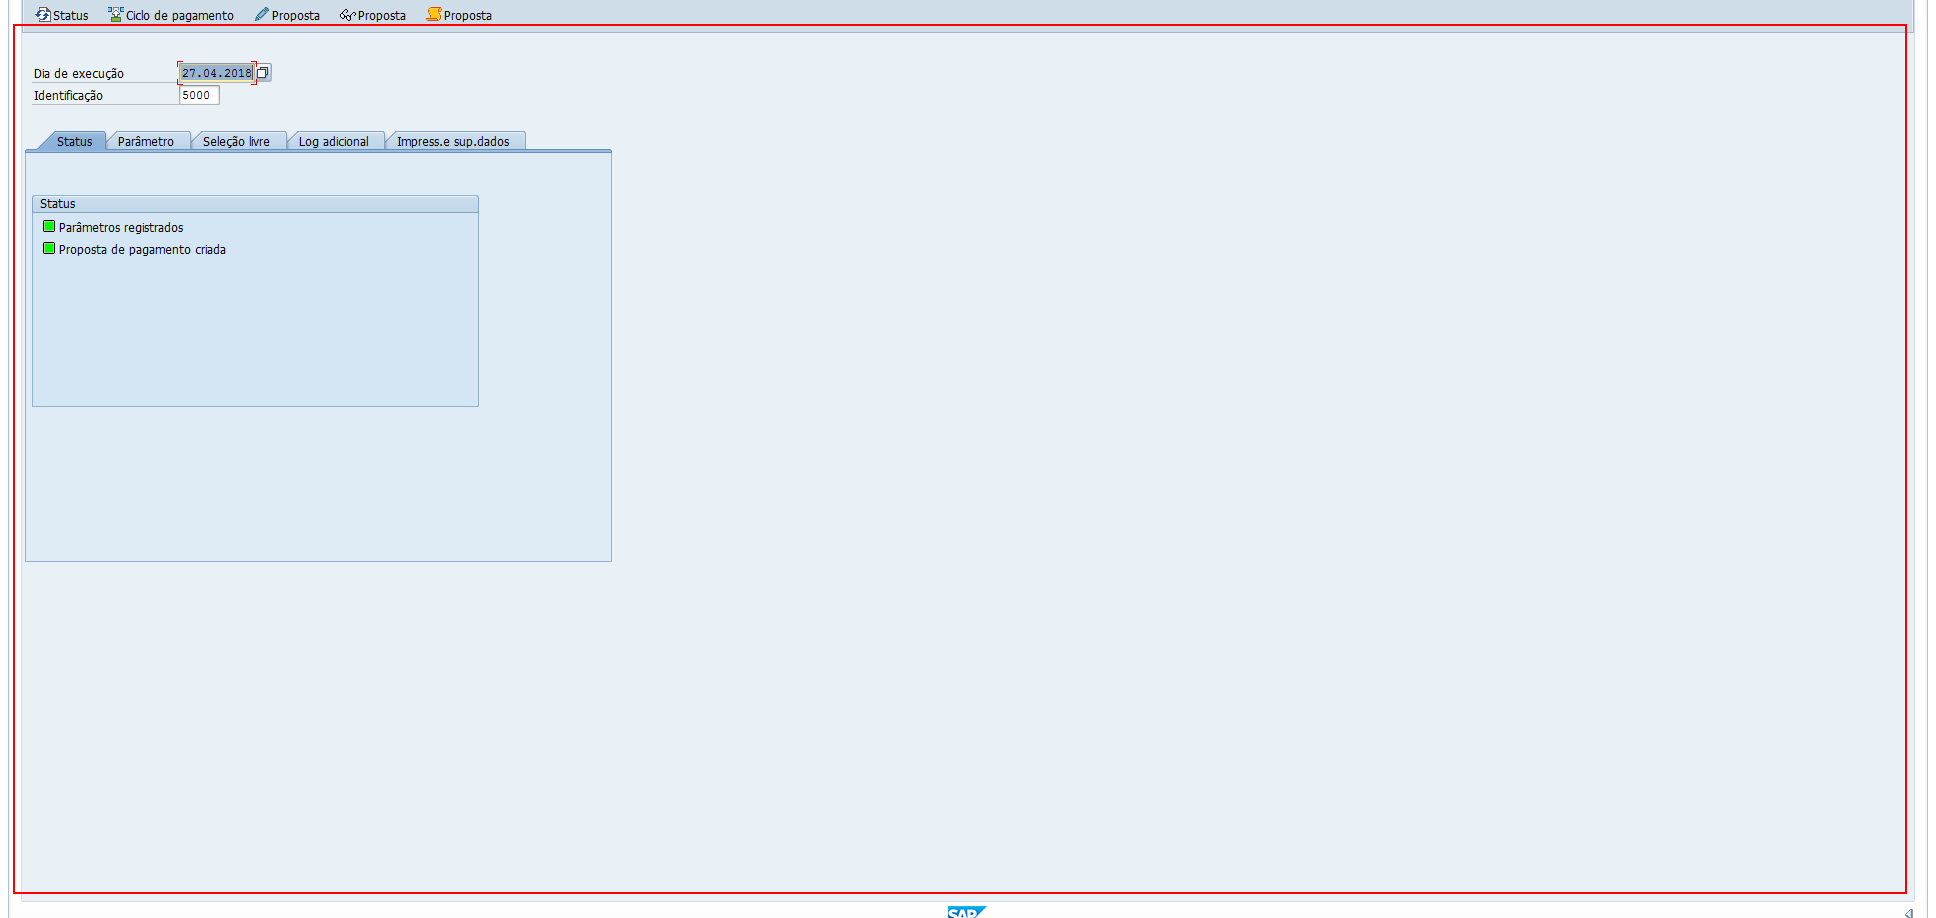 Status Ciclo de pagamento Proposta Proposta Proposta
Dia de execução 27.04.2018
Identificação 5000
Status Parâmetro Seleção livre Log adicional Impress.e sup.dados
Status
Parâmetros registrados
Proposta de pagamento criada
SAP